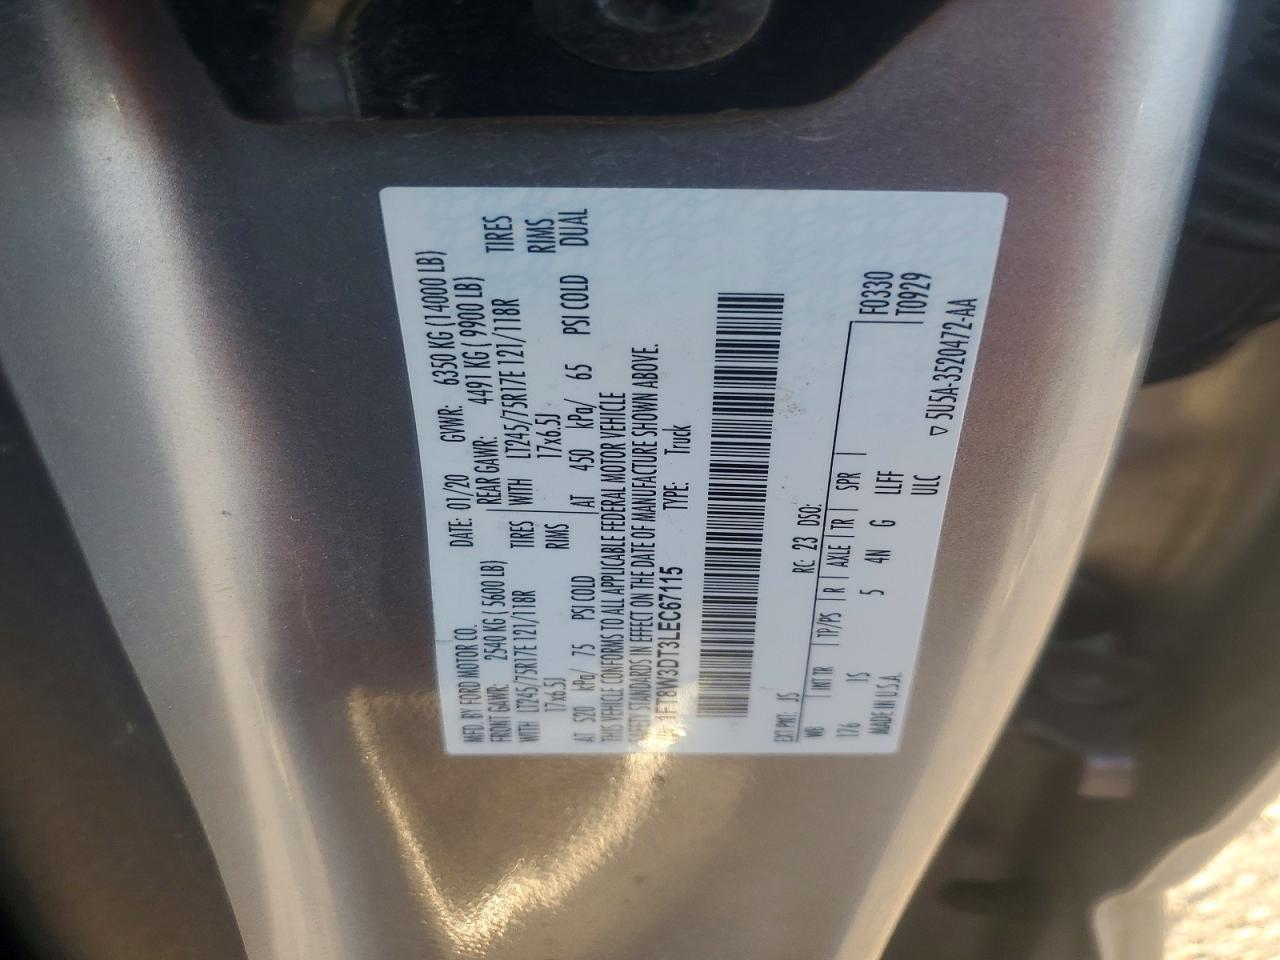 MFD. BY FORD MOTOR CO. DATE: 01/20 GVWR: 6350 KG (14000 LB)
FRONT GAWR: 2540 KG ( 5600 LB) REAR GAWR: 4491 KG ( 9900 LB)
WITH LT245/75R17E 121/118R TIRES WITH LT245/75R17E 121/118R TIRES
17x6.5J RIMS 17x6.5J RIMS
AT 520 kPa/ 75 PSI COLD AT 450 kPa/ 65 PSI COLD DUAL
THIS VEHICLE CONFORMS TO ALL APPLICABLE FEDERAL MOTOR VEHICLE
SAFETY STANDARDS IN EFFECT ON THE DATE OF MANUFACTURE SHOWN ABOVE.
1FT8W3DT3LEC67115 TYPE: Truck
EXT PNT: JS RC: 23 DSO:
WB INT TR TP/PS R AXLE TR SPR F0330
176 1S 5 4N G LLFF T0929
MADE IN U.S.A. ULC
5U5A-3520472-AA